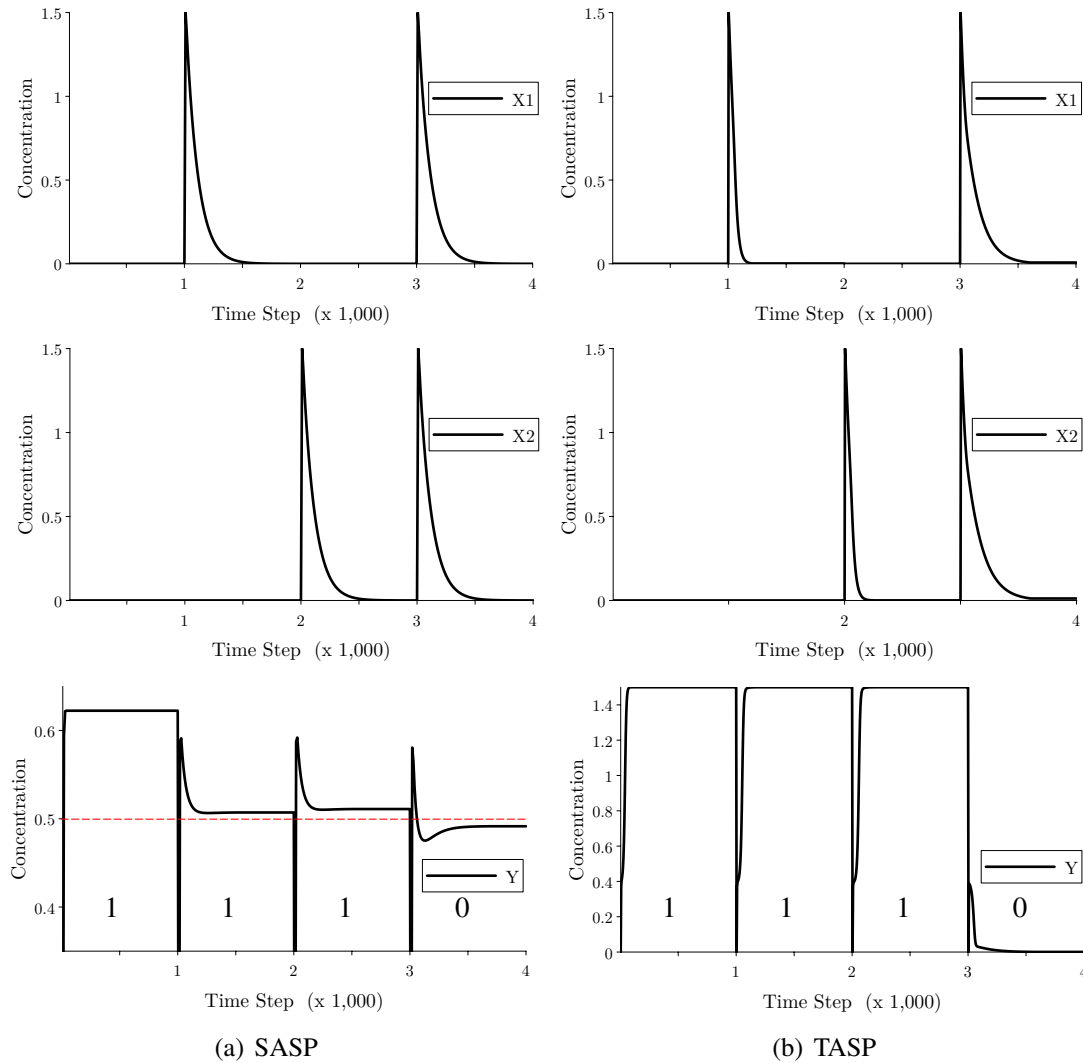 1.5
1
0.5
0
Concentration
X1
1 2 3 4
Time Step (x 1,000)
1.5
1
0.5
0
Concentration
X1
1 2 3 4
Time Step (x 1,000)
1.5
1
0.5
0
Concentration
X2
1 2 3 4
Time Step (x 1,000)
1.5
1
0.5
0
Concentration
X2
2 3 4
Time Step (x 1,000)
0.6
0.5
0.4
Concentration
Y
1 1 1 0
1 2 3 4
Time Step (x 1,000)
(a) SASP
1.4
1.2
1
0.8
0.6
0.4
0.2
0
Concentration
Y
1 1 1 0
1 2 3 4
Time Step (x 1,000)
(b) TASP